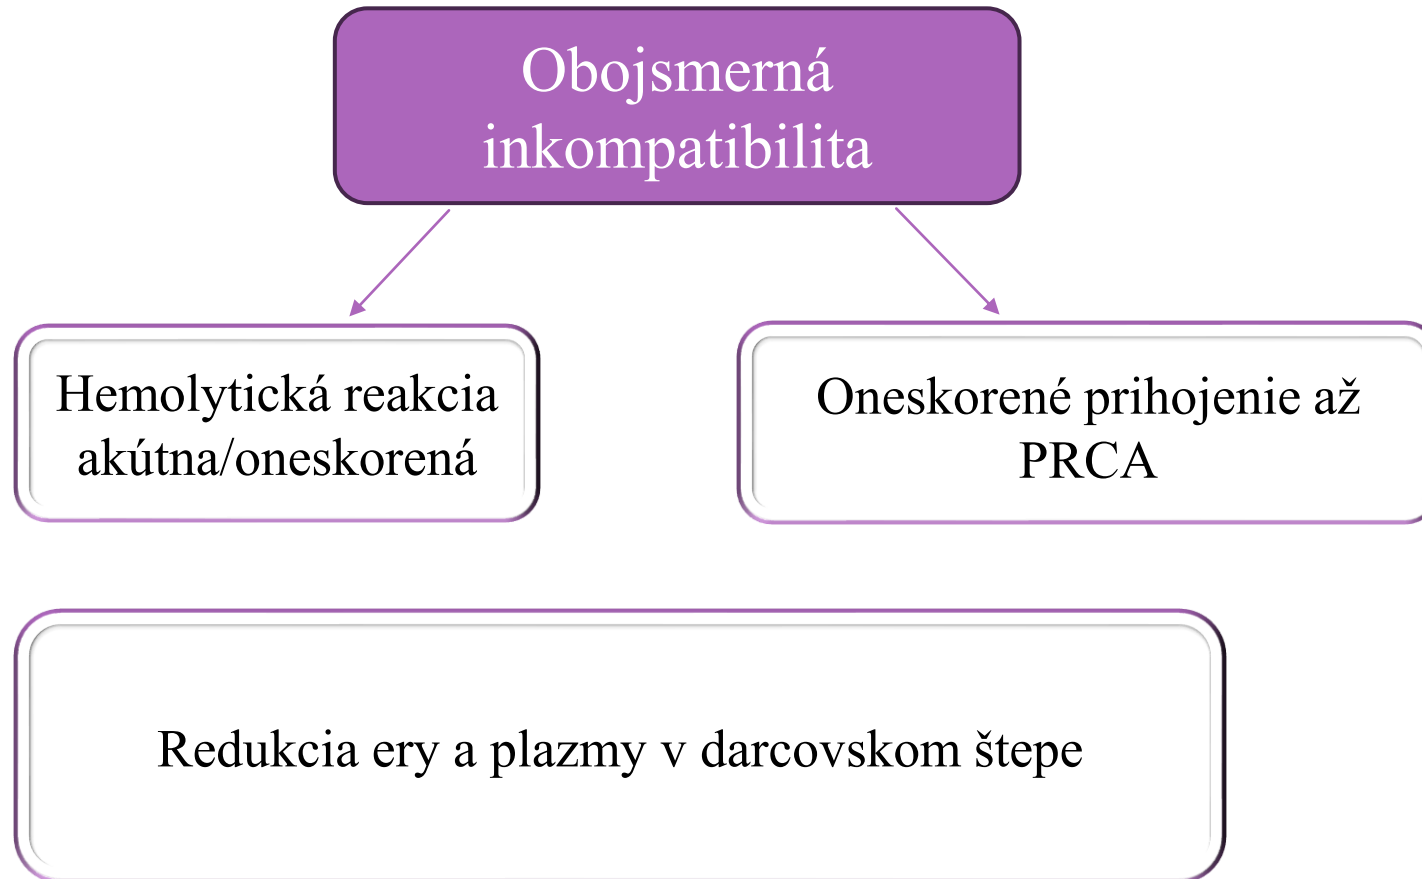 Obojsmerná
inkompatibilita
Hemolytická reakcia
akútna/oneskorená
Oneskorené prihojenie až
PRCA
Redukcia ery a plazmy v darcovskom štepe